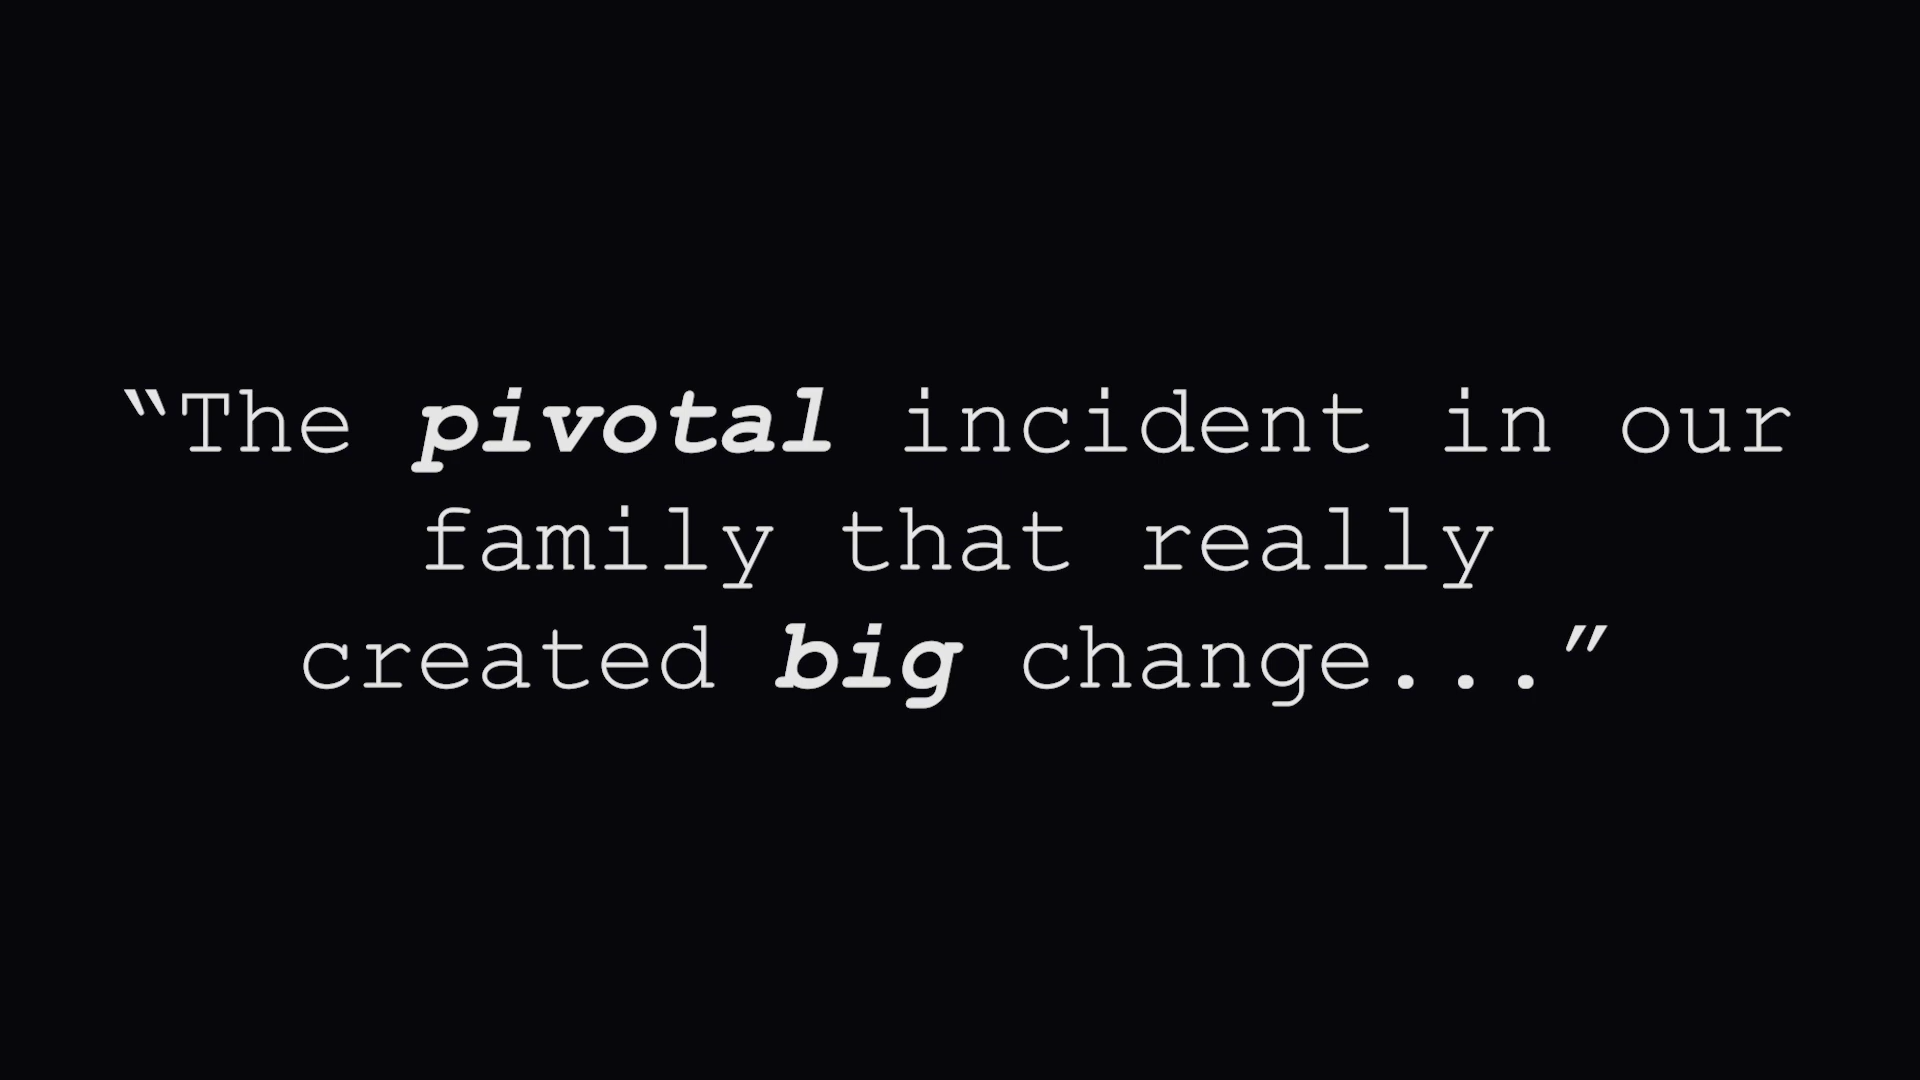 “The pivotal incident in our
family that really
created big change...”